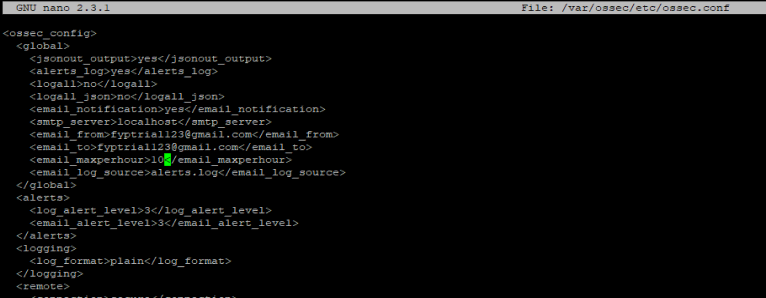 GNU nano 2.3.1 File: /var/ossec/etc/ossec.conf
<ossec_config>
<global>
<jsonout_output>yes</jsonout_output>
<alerts_log>yes</alerts_log>
<logall>no</logall>
<logall_json>no</logall_json>
<email_notification>yes</email_notification>
<smtp_server>localhost</smtp_server>
<email_from>fyptrial123@gmail.com</email_from>
<email_to>fyptrial123@gmail.com</email_to>
<email_maxperhour>10</email_maxperhour>
<email_log_source>alerts.log</email_log_source>
</global>
<alerts>
<log_alert_level>3</log_alert_level>
<email_alert_level>3</email_alert_level>
</alerts>
<logging>
<log_format>plain</log_format>
</logging>
<remote>